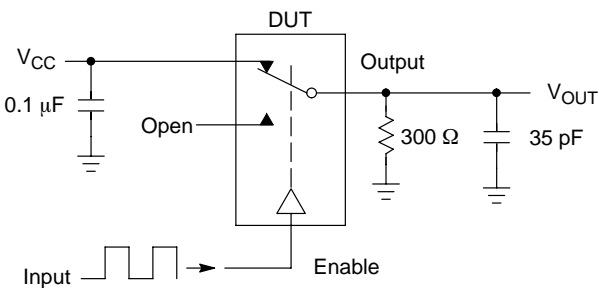 DUT
VCC
Output
VOUT
0.1 μF
Open
300 Ω
35 pF
Input
Enable